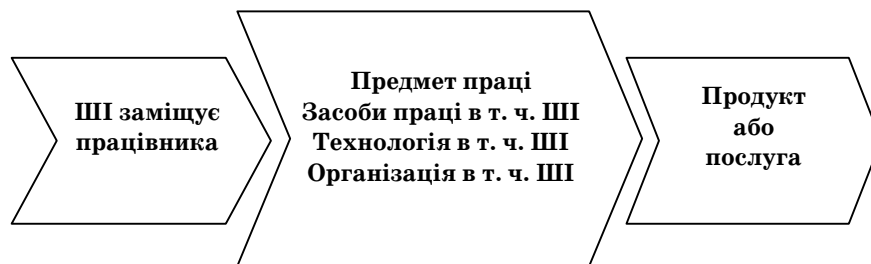 ШІ заміщує
працівника
Предмет праці
Засоби праці в т. ч. ШІ
Технологія в т. ч. ШІ
Організація в т. ч. ШІ
Продукт
або
послуга